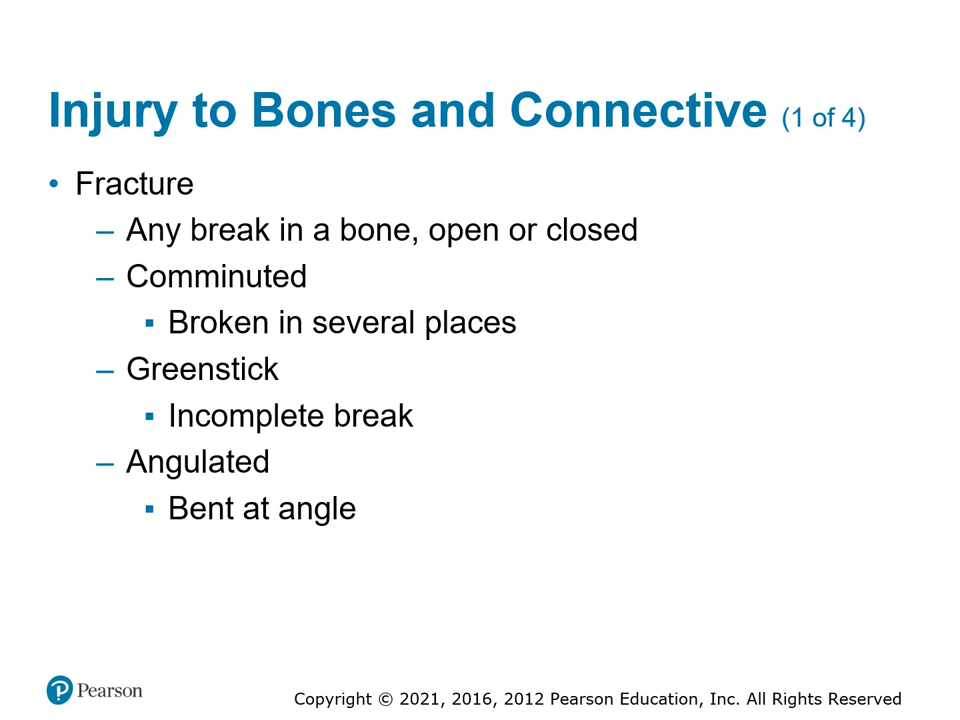 Injury to Bones and Connective (1 of 4)
• Fracture
– Any break in a bone, open or closed
– Comminuted
▪ Broken in several places
– Greenstick
▪ Incomplete break
– Angulated
▪ Bent at angle
P Pearson
Copyright © 2021, 2016, 2012 Pearson Education, Inc. All Rights Reserved